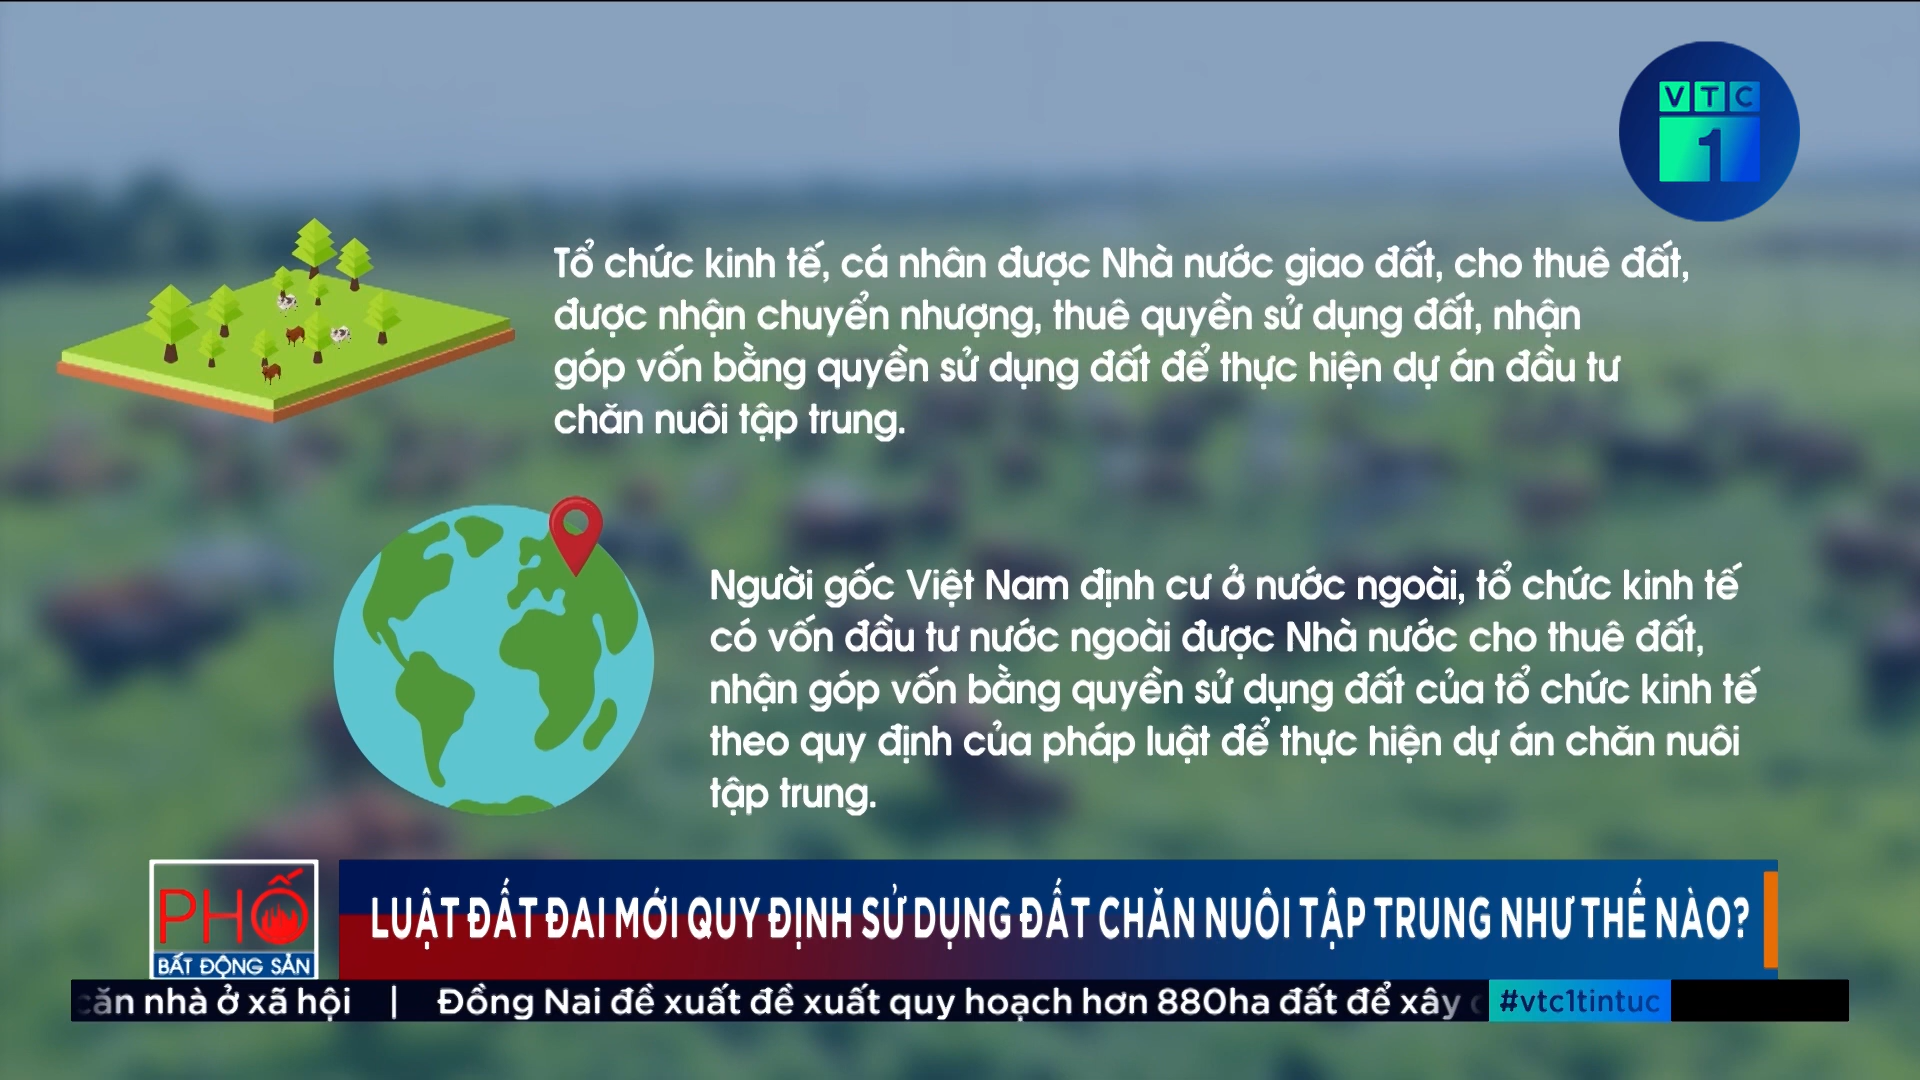 VTC
1
Tổ chức kinh tế, cá nhân được Nhà nước giao đất, cho thuê đất,
được nhận chuyển nhượng, thuê quyền sử dụng đất, nhận
góp vốn bằng quyền sử dụng đất để thực hiện dự án đầu tư
chăn nuôi tập trung.
Người gốc Việt Nam định cư ở nước ngoài, tổ chức kinh tế
có vốn đầu tư nước ngoài được Nhà nước cho thuê đất,
nhận góp vốn bằng quyền sử dụng đất của tổ chức kinh tế
theo quy định của pháp luật để thực hiện dự án chăn nuôi
tập trung.
PHỐ
BẤT ĐỘNG SẢN
LUẬT ĐẤT ĐAI MỚI QUY ĐỊNH SỬ DỤNG ĐẤT CHĂN NUÔI TẬP TRUNG NHƯ THẾ NÀO?
căn nhà ở xã hội | Đồng Nai đề xuất đề xuất quy hoạch hơn 880ha đất để xây #vtc1tintuc